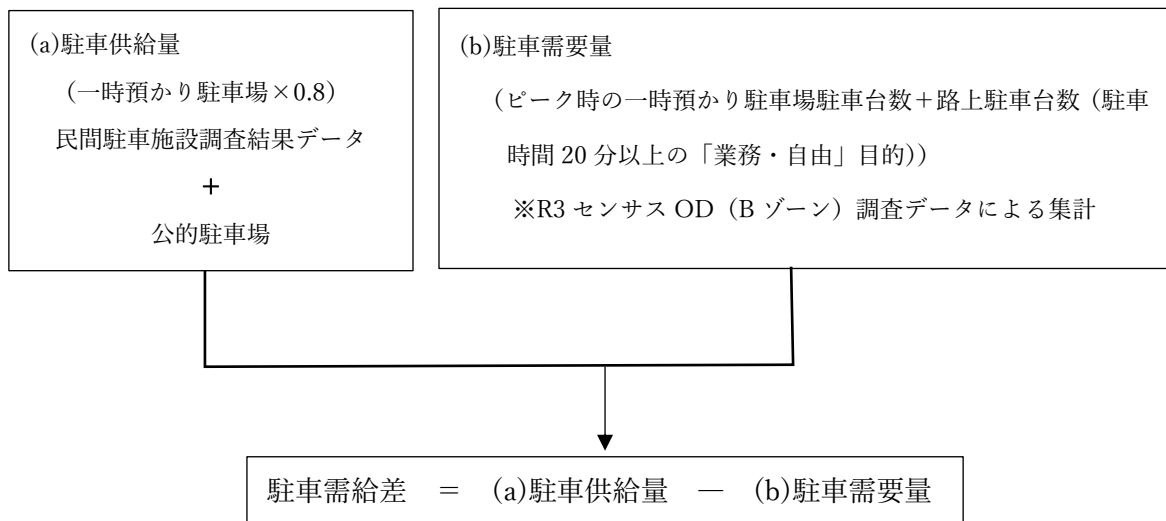 (a)駐車供給量
（一時預かり駐車場×0.8）
民間駐車施設調査結果データ
＋
公的駐車場
(b)駐車需要量
（ピーク時の一時預かり駐車場駐車台数＋路上駐車台数（駐車
時間 20 分以上の「業務・自由」目的））
※R3 センサス OD（B ゾーン）調査データによる集計
駐車需給差 ＝ (a)駐車供給量 ― (b)駐車需要量